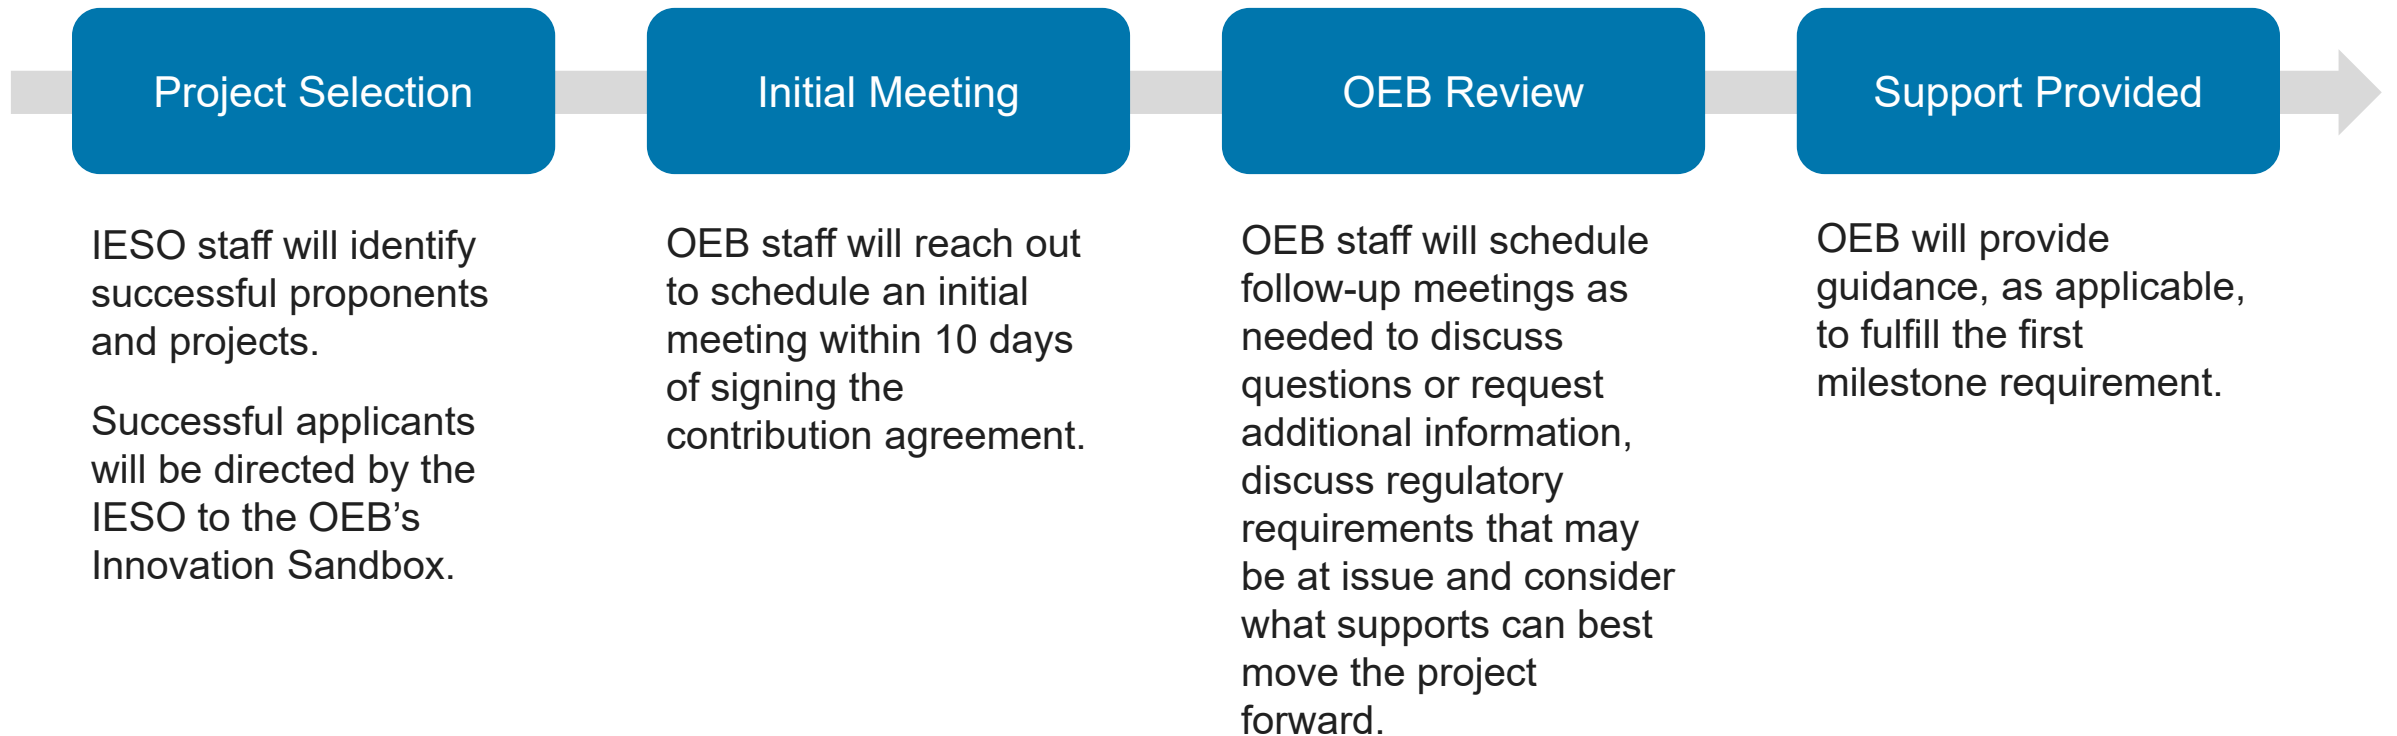 Project Selection
IESO staff will identify
successful proponents
and projects.
Successful applicants
will be directed by the
IESO to the OEB’s
Innovation Sandbox.
Initial Meeting
OEB staff will reach out
to schedule an initial
meeting within 10 days
of signing the
contribution agreement.
OEB Review
OEB staff will schedule
follow-up meetings as
needed to discuss
questions or request
additional information,
discuss regulatory
requirements that may
be at issue and consider
what supports can best
move the project
forward.
Support Provided
OEB will provide
guidance, as applicable,
to fulfill the first
milestone requirement.